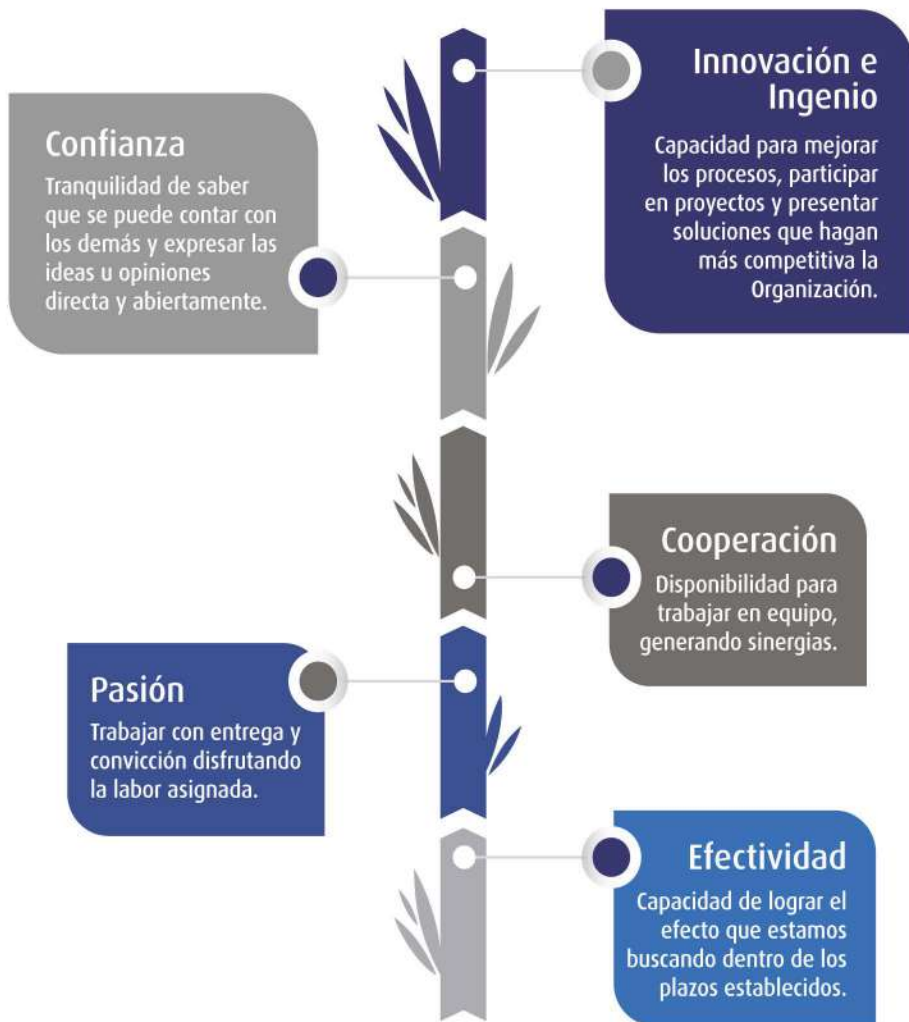 Innovación e
Ingenio
Capacidad para mejorar
los procesos, participar
en proyectos y presentar
soluciones que hagan
más competitiva la
Organización.
Confianza
Tranquilidad de saber
que se puede contar con
los demás y expresar las
ideas u opiniones
directa y abiertamente.
Cooperación
Disponibilidad para
trabajar en equipo,
generando sinergias.
Pasión
Trabajar con entrega y
convicción disfrutando
la labor asignada.
Efectividad
Capacidad de lograr el
efecto que estamos
buscando dentro de los
plazos establecidos.